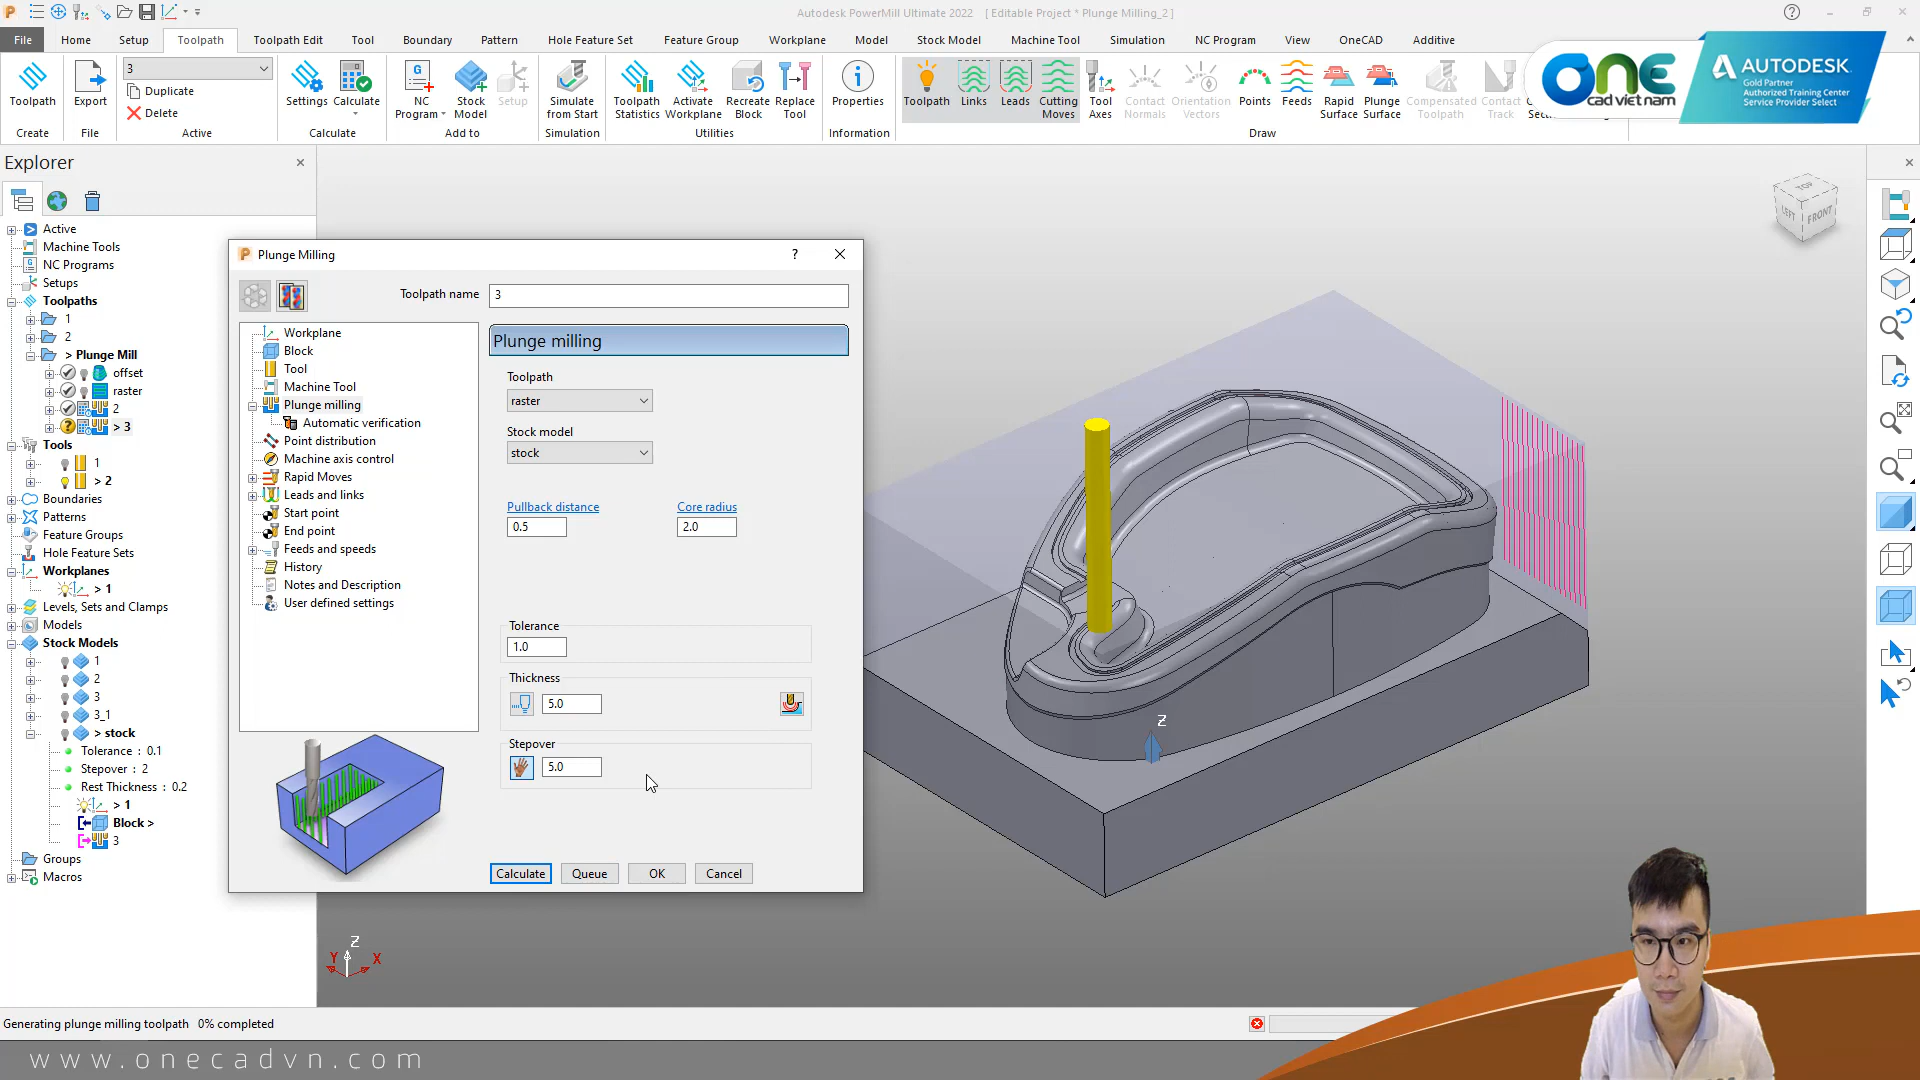 Autodesk PowerMill Ultimate 2022 [ Editable Project * Plunge Milling_2 ]
File Home Setup Toolpath Toolpath Edit Tool Boundary Pattern Hole Feature Set Feature Group Workplane Model Stock Model Machine Tool Simulation NC Program View OneCAD Additive
3
Duplicate
Delete
Toolpath Export Settings Calculate NC Program Stock Model Setup Simulate from Start Toolpath Statistics Activate Workplane Recreate Block Replace Tool Properties Toolpath Links Leads Cutting Moves Tool Axes Contact Normals Orientation Vectors Points Feeds Rapid Surface Plunge Surface Compensated Toolpath Contact Track
Create File Active Calculate Add to Simulation Utilities Information Draw
ONE
cad viet nam
AUTODESK
Gold Partner
Authorized Training Center
Service Provider Select
Explorer
Active
Machine Tools
NC Programs
Setups
Toolpaths
1
2
> Plunge Mill
offset
raster
2
> 3
Tools
1
> 2
Boundaries
Patterns
Feature Groups
Hole Feature Sets
Workplanes
> 1
Levels, Sets and Clamps
Models
Stock Models
1
2
3
3_1
> stock
Tolerance : 0.1
Stepover : 2
Rest Thickness : 0.2
> 1
Block >
3
Groups
Macros
Plunge Milling
?
Toolpath name 3
Workplane
Block
Tool
Machine Tool
Plunge milling
Automatic verification
Point distribution
Machine axis control
Rapid Moves
Leads and links
Start point
End point
Feeds and speeds
History
Notes and Description
User defined settings
Plunge milling
Toolpath
raster
Stock model
stock
Pullback distance Core radius
0.5 2.0
Tolerance
1.0
Thickness
5.0
Stepover
5.0
Calculate Queue OK Cancel
TOP
LEFT FRONT
Z
Z
Y X
Generating plunge milling toolpath 0% completed
www.onecadvn.com